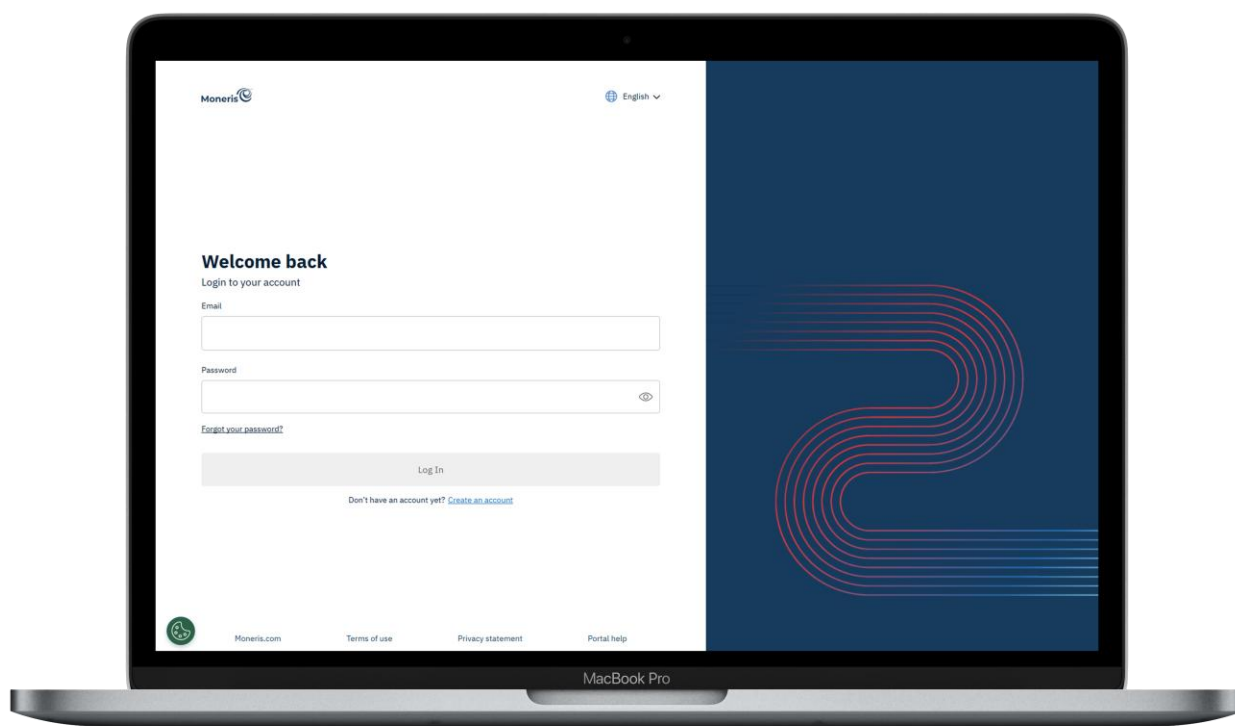 Moneris
English
Welcome back
Login to your account
Email
Password
Forgot your password?
Log In
Don't have an account yet? Create an account
Moneris.com Terms of use Privacy statement Portal help
MacBook Pro